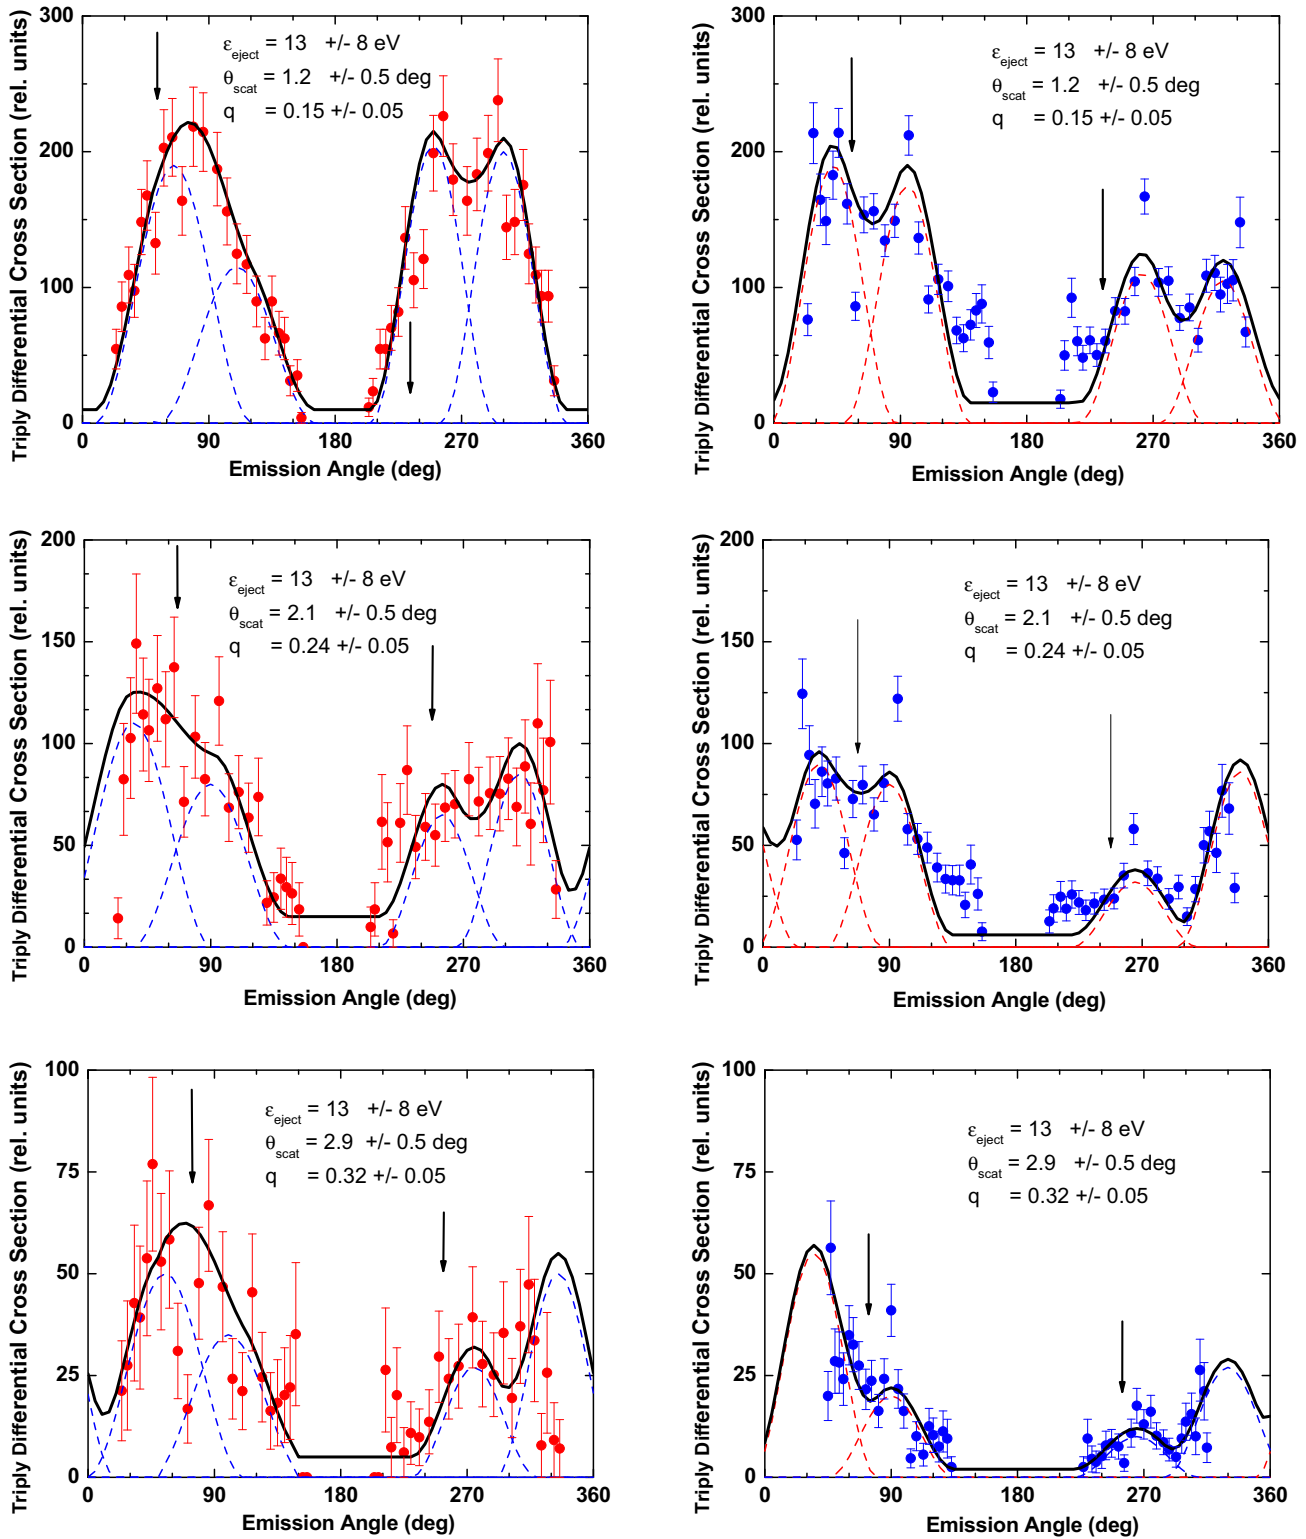 Triply Differential Cross Section (rel. units)
300
200
100
0
ε_eject = 13 +/- 8 eV
θ_scat = 1.2 +/- 0.5 deg
q = 0.15 +/- 0.05
0 90 180 270 360
Emission Angle (deg)
Triply Differential Cross Section (rel. units)
300
200
100
0
ε_eject = 13 +/- 8 eV
θ_scat = 1.2 +/- 0.5 deg
q = 0.15 +/- 0.05
0 90 180 270 360
Emission Angle (deg)
Triply Differential Cross Section (rel. units)
200
150
100
50
0
ε_eject = 13 +/- 8 eV
θ_scat = 2.1 +/- 0.5 deg
q = 0.24 +/- 0.05
0 90 180 270 360
Emission Angle (deg)
Triply Differential Cross Section (rel. units)
200
150
100
50
0
ε_eject = 13 +/- 8 eV
θ_scat = 2.1 +/- 0.5 deg
q = 0.24 +/- 0.05
0 90 180 270 360
Emission Angle (deg)
Triply Differential Cross Section (rel. units)
100
75
50
25
0
ε_eject = 13 +/- 8 eV
θ_scat = 2.9 +/- 0.5 deg
q = 0.32 +/- 0.05
0 90 180 270 360
Emission Angle (deg)
Triply Differential Cross Section (rel. units)
100
75
50
25
0
ε_eject = 13 +/- 8 eV
θ_scat = 2.9 +/- 0.5 deg
q = 0.32 +/- 0.05
0 90 180 270 360
Emission Angle (deg)